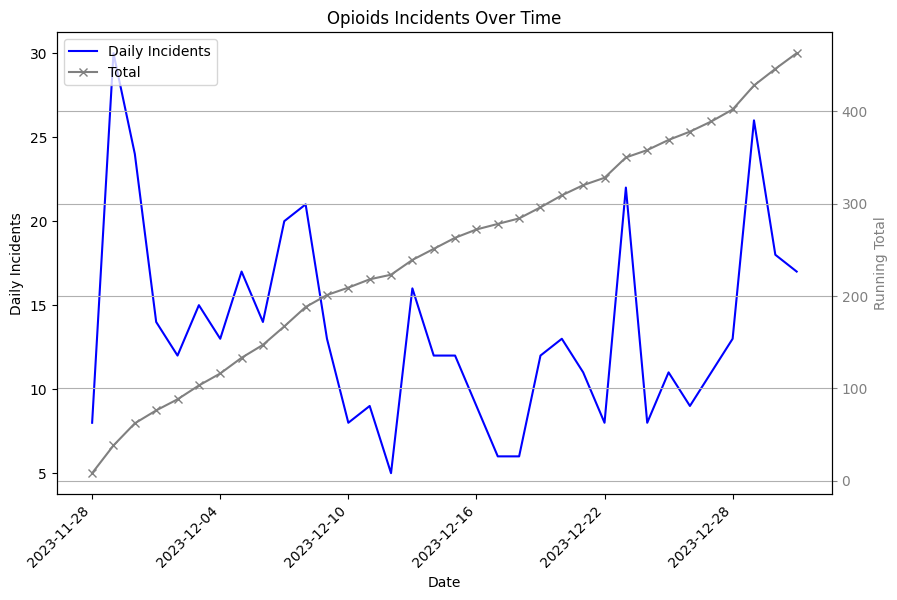 Opioids Incidents Over Time
Daily Incidents
Total
30
25
20
15
10
5
Daily Incidents
400
300
200
100
0
Running Total
2023-11-28
2023-12-04
2023-12-10
2023-12-16
2023-12-22
2023-12-28
Date